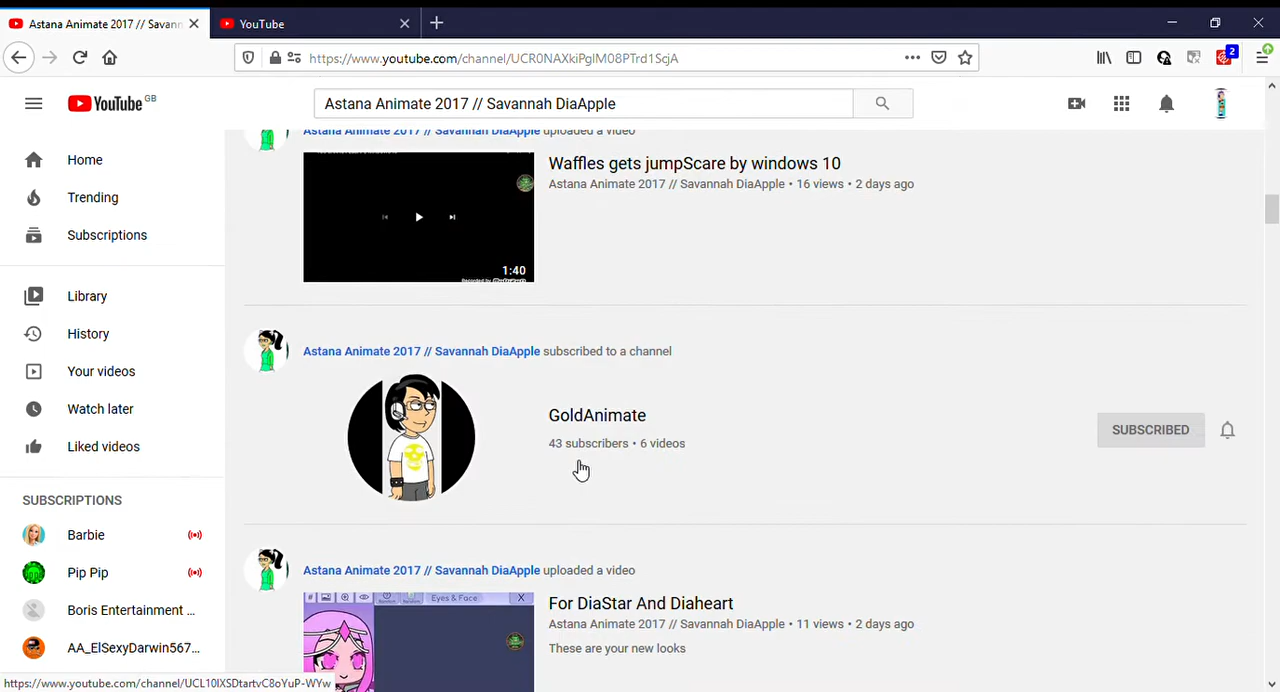 Astana Animate 2017 // Savann
YouTube
https://www.youtube.com/channel/UCR0NAXkiPglM08PTrd1ScjA
2
YouTube GB
Astana Animate 2017 // Savannah DiaApple
Home
Trending
Subscriptions
Library
History
Your videos
Watch later
Liked videos
SUBSCRIPTIONS
Barbie
Pip Pip
Boris Entertainment ...
AA_ElSexyDarwin567...
Astana Animate 2017 // Savannah DiaApple uploaded a video
1:40
Waffles gets jumpScare by windows 10
Astana Animate 2017 // Savannah DiaApple • 16 views • 2 days ago
Astana Animate 2017 // Savannah DiaApple subscribed to a channel
GoldAnimate
43 subscribers • 6 videos
SUBSCRIBED
Astana Animate 2017 // Savannah DiaApple uploaded a video
Eyes & Face
X
For DiaStar And Diaheart
Astana Animate 2017 // Savannah DiaApple • 11 views • 2 days ago
These are your new looks
https://www.youtube.com/channel/UCL10IXSDtartvC8oYuP-WYw